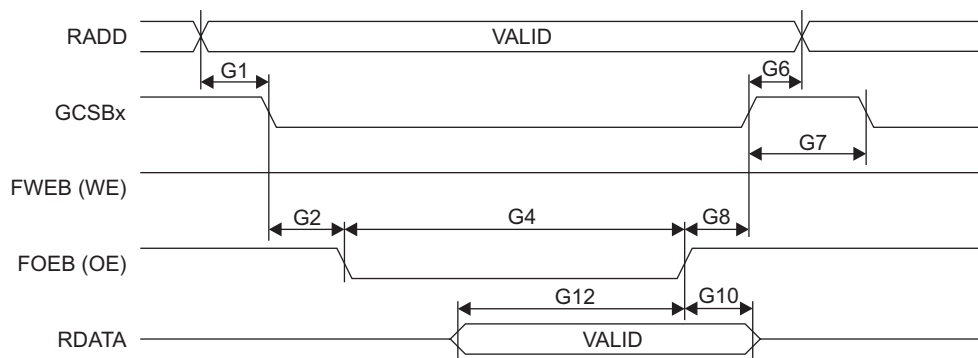 RADD
VALID
G1
G6
GCSBx
G7
FWEB (WE)
G2
G4
G8
FOEB (OE)
G12
G10
RDATA
VALID